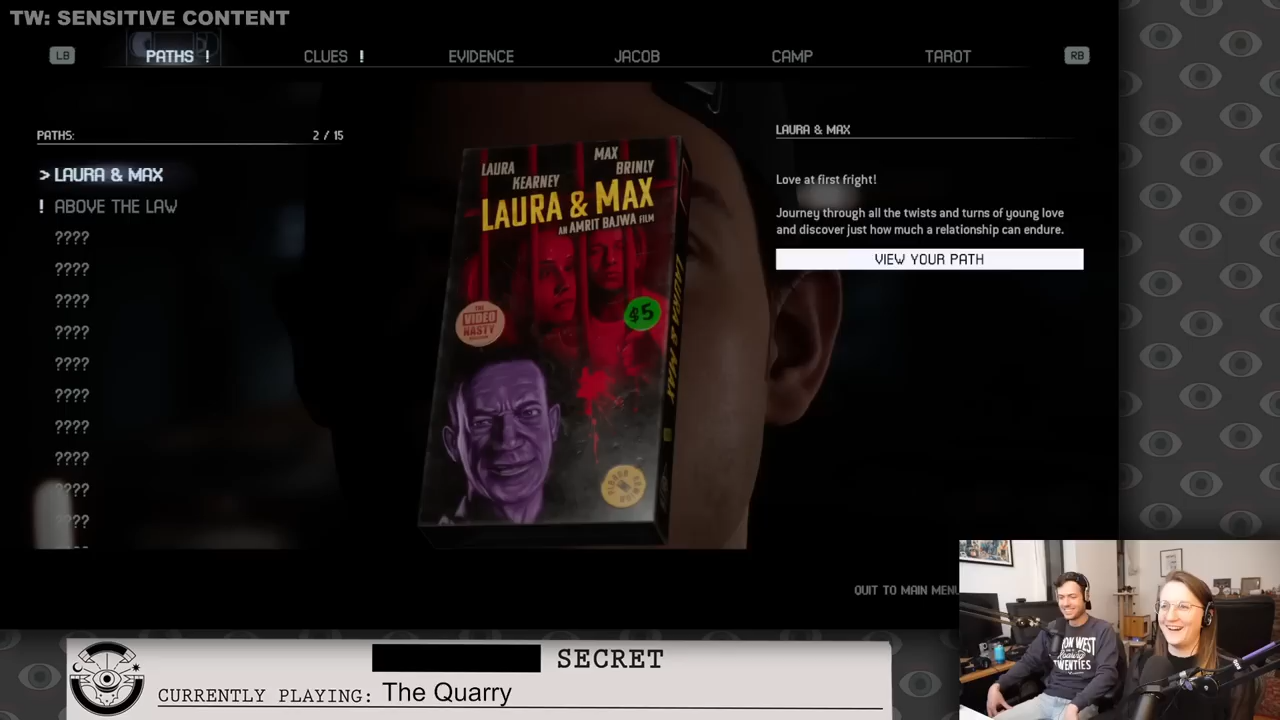 TW: SENSITIVE CONTENT
LB
PATHS !
CLUES !
EVIDENCE
JACOB
CAMP
TAROT
RB
PATHS:
2 / 15
> LAURA & MAX
! ABOVE THE LAW
????
????
????
????
????
????
????
????
????
????
LAURA
KEARNEY
MAX
BRINLY
LAURA & MAX
AN AMRIT BAJWA FILM
THE
VIDEO
NASTY
$5
LAURA & MAX
LAURA & MAX
Love at first fright!
Journey through all the twists and turns of young love
and discover just how much a relationship can endure.
VIEW YOUR PATH
QUIT TO MAIN MENU
TWENTIES
SECRET
CURRENTLY PLAYING: The Quarry